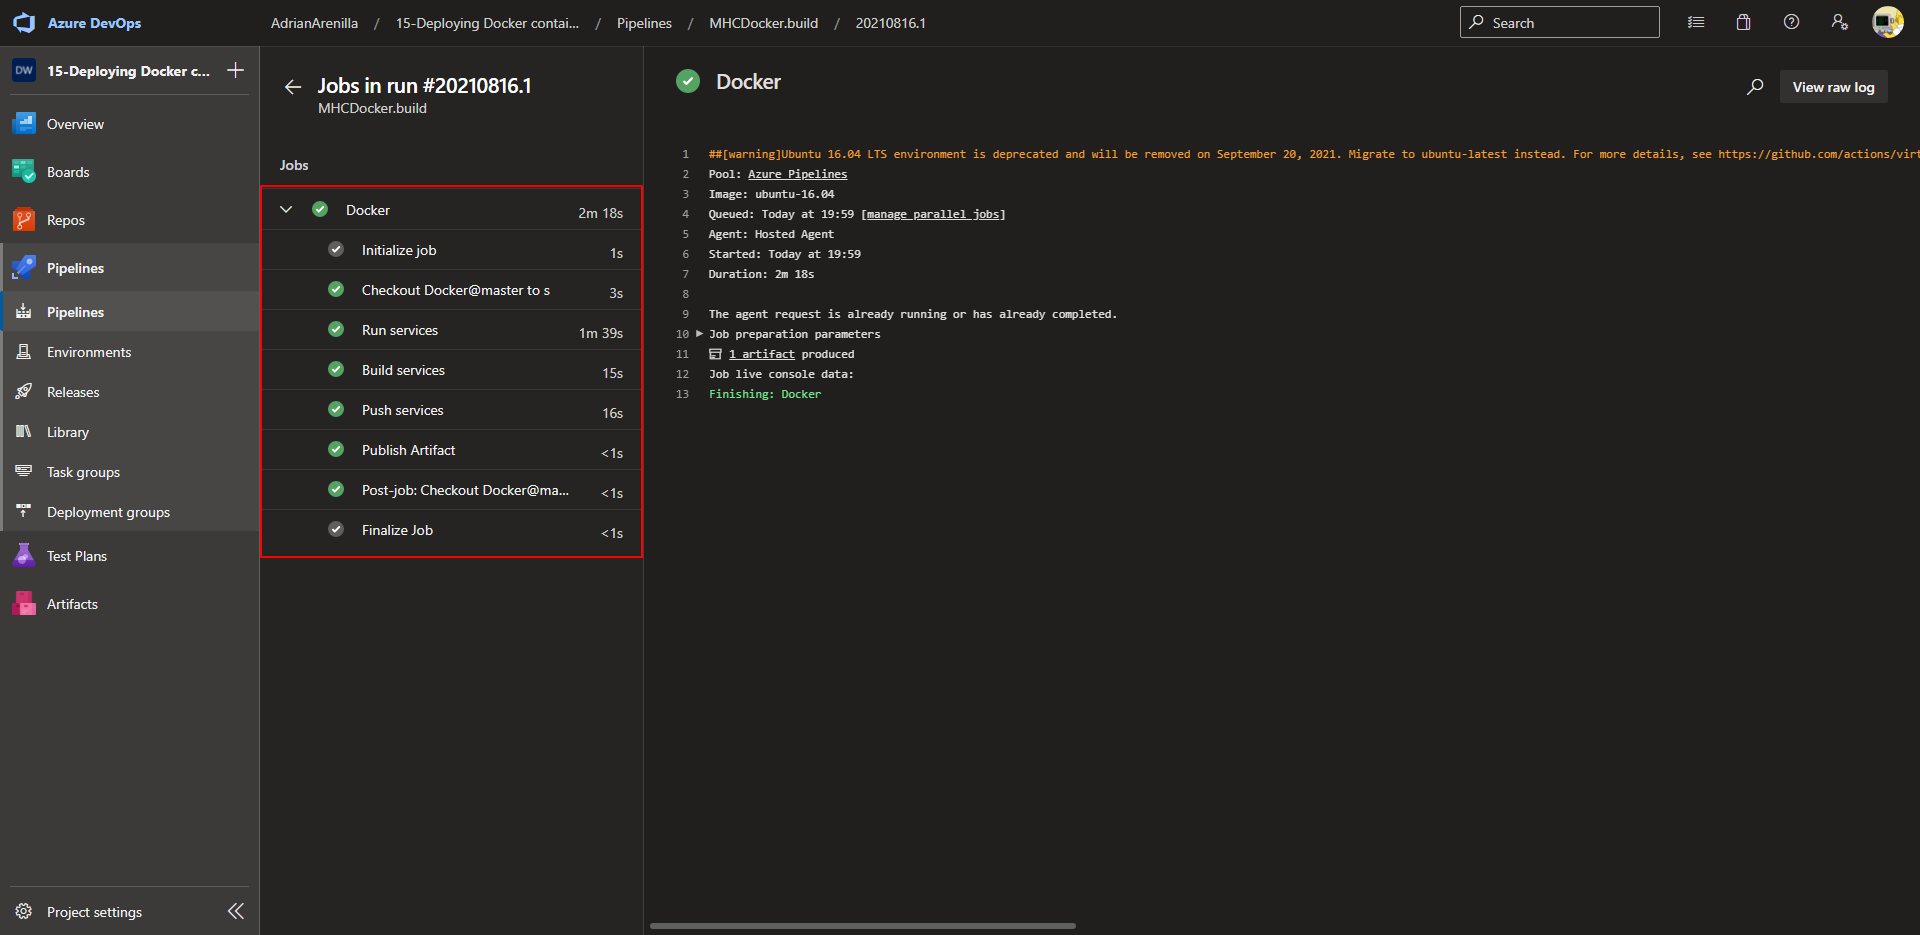 Azure DevOps
AdrianArenilla / 15-Deploying Docker contai... / Pipelines / MHCDocker.build / 20210816.1
Search
DW 15-Deploying Docker c...
Overview
Boards
Repos
Pipelines
Pipelines
Environments
Releases
Library
Task groups
Deployment groups
Test Plans
Artifacts
Project settings
Jobs in run #20210816.1
MHCDocker.build
Jobs
Docker 2m 18s
Initialize job 1s
Checkout Docker@master to s 3s
Run services 1m 39s
Build services 15s
Push services 16s
Publish Artifact <1s
Post-job: Checkout Docker@ma... <1s
Finalize Job <1s
Docker
View raw log
1 ##[warning]Ubuntu 16.04 LTS environment is deprecated and will be removed on September 20, 2021. Migrate to ubuntu-latest instead. For more details, see https://github.com/actions/virt
2 Pool: Azure Pipelines
3 Image: ubuntu-16.04
4 Queued: Today at 19:59 [manage parallel jobs]
5 Agent: Hosted Agent
6 Started: Today at 19:59
7 Duration: 2m 18s
8
9 The agent request is already running or has already completed.
10 Job preparation parameters
11 1 artifact produced
12 Job live console data:
13 Finishing: Docker